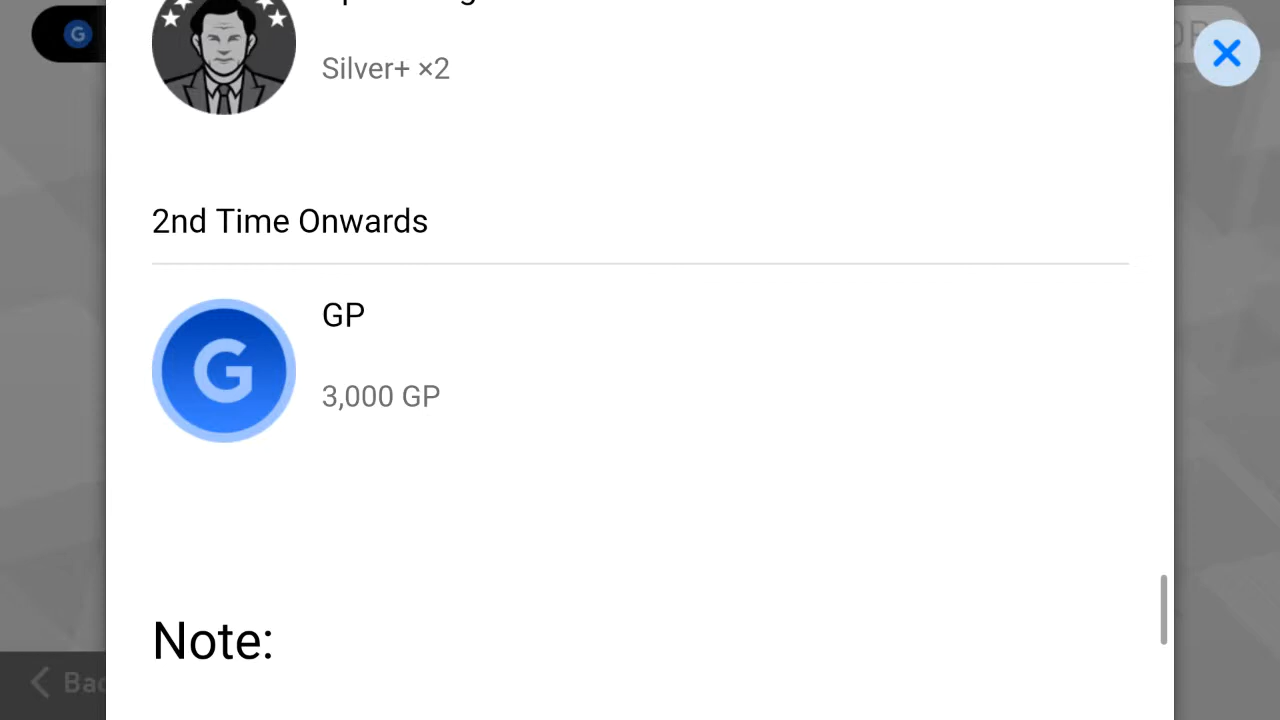 Silver+ ×2
2nd Time Onwards
G
GP
3,000 GP
Note:
G